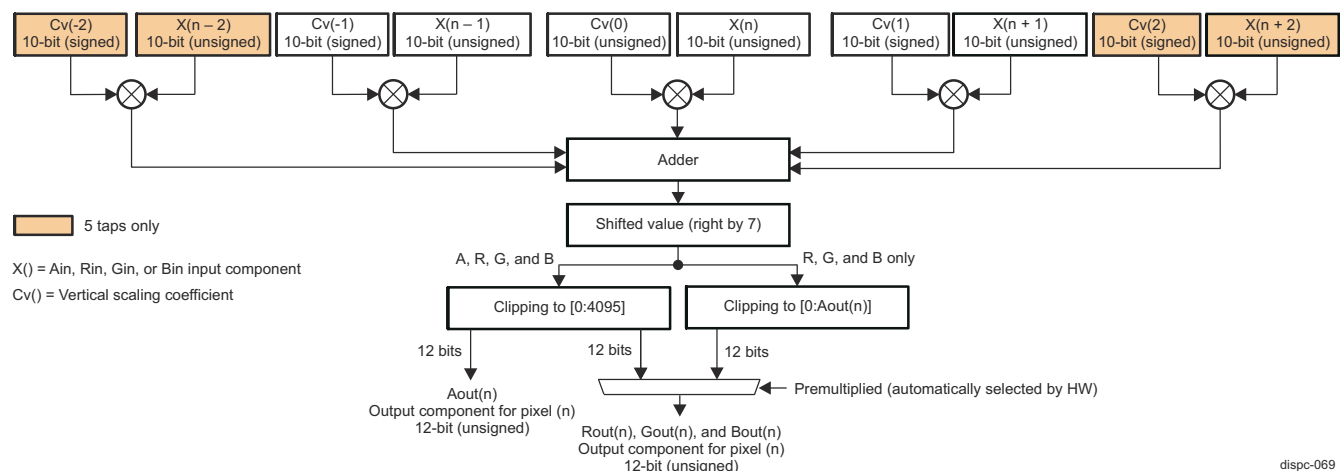 Cv(-2)
10-bit (signed)
X(n – 2)
10-bit (unsigned)
Cv(-1)
10-bit (signed)
X(n – 1)
10-bit (unsigned)
Cv(0)
10-bit (unsigned)
X(n)
10-bit (unsigned)
Cv(1)
10-bit (signed)
X(n + 1)
10-bit (unsigned)
Cv(2)
10-bit (signed)
X(n + 2)
10-bit (unsigned)
Adder
Shifted value (right by 7)
5 taps only
X() = Ain, Rin, Gin, or Bin input component
Cv() = Vertical scaling coefficient
A, R, G, and B
R, G, and B only
Clipping to [0:4095]
Clipping to [0:Aout(n)]
12 bits
12 bits
12 bits
Aout(n)
Output component for pixel (n)
12-bit (unsigned)
Premultiplied (automatically selected by HW)
Rout(n), Gout(n), and Bout(n)
Output component for pixel (n)
12-bit (unsigned)
dispc-069